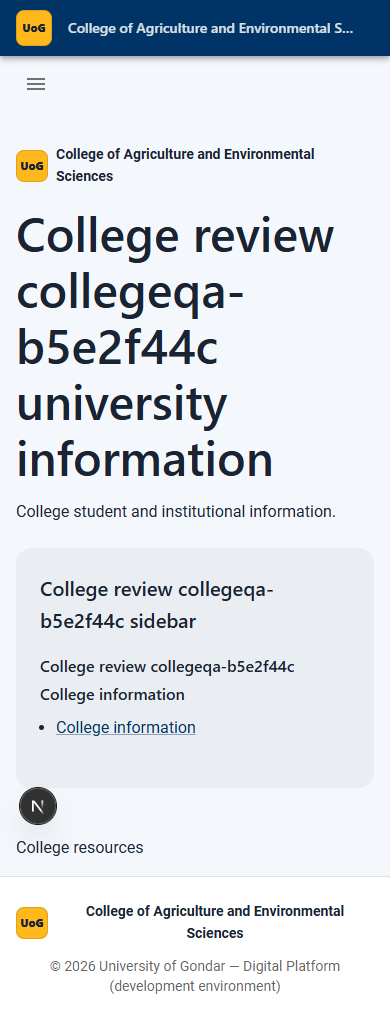 UoG College of Agriculture and Environmental S...
UoG College of Agriculture and Environmental
Sciences
College review
collegeqa-
b5e2f44c
university
information
College student and institutional information.
College review collegeqa-
b5e2f44c sidebar
College review collegeqa-b5e2f44c
College information
• College information
N
College resources
UoG College of Agriculture and Environmental
Sciences
© 2026 University of Gondar — Digital Platform
(development environment)